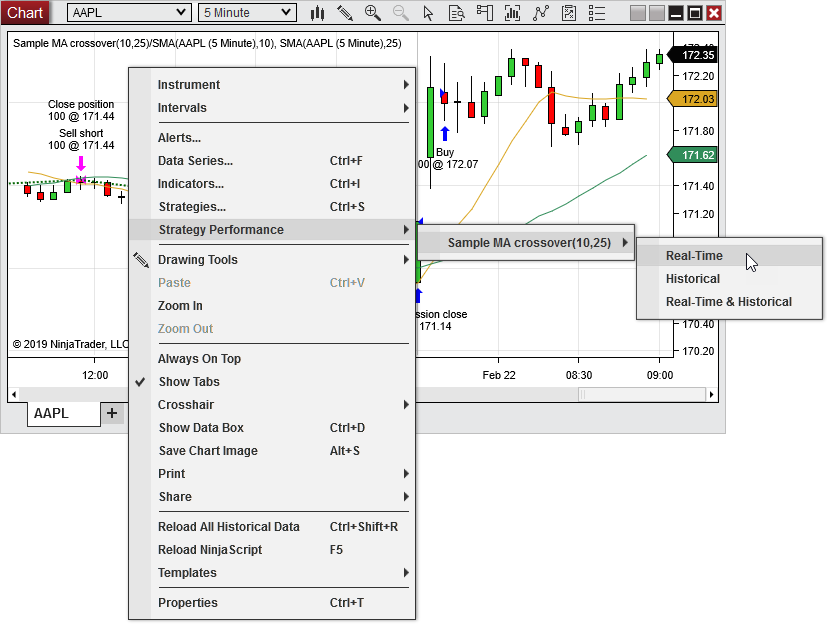 Chart AAPL 5 Minute
Sample MA crossover(10,25)/SMA(AAPL (5 Minute),10), SMA(AAPL (5 Minute),25)
172.35
172.20
172.03
171.80
171.62
171.40
171.20
170.40
170.20
Close position
100 @ 171.44
Sell short
100 @ 171.44
Buy
00 @ 172.07
ssion close
171.14
Instrument
Intervals
Alerts...
Data Series... Ctrl+F
Indicators... Ctrl+I
Strategies... Ctrl+S
Strategy Performance
Drawing Tools
Paste Ctrl+V
Zoom In
Zoom Out
Always On Top
Show Tabs
Crosshair
Show Data Box Ctrl+D
Save Chart Image Alt+S
Print
Share
Reload All Historical Data Ctrl+Shift+R
Reload NinjaScript F5
Templates
Properties Ctrl+T
Sample MA crossover(10,25)
Real-Time
Historical
Real-Time & Historical
© 2019 NinjaTrader, LLC
12:00 Feb 22 08:30 09:00
AAPL +